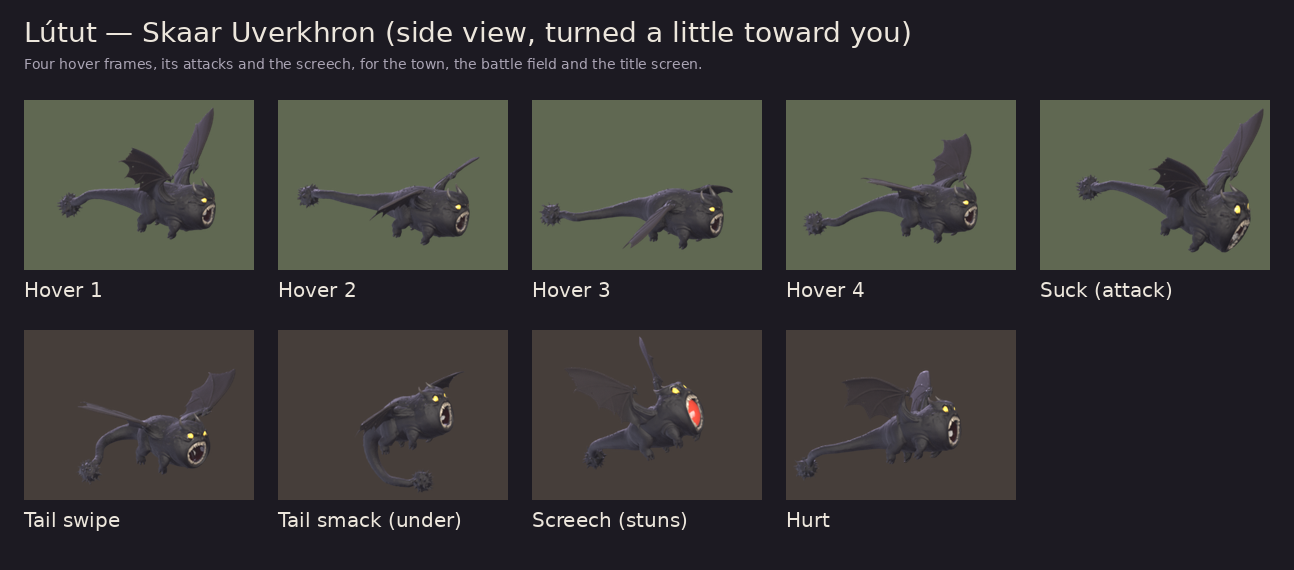 Lútut — Skaar Uverkhron (side view, turned a little toward you)
Four hover frames, its attacks and the screech, for the town, the battle field and the title screen.
Hover 1
Hover 2
Hover 3
Hover 4
Suck (attack)
Tail swipe
Tail smack (under)
Screech (stuns)
Hurt